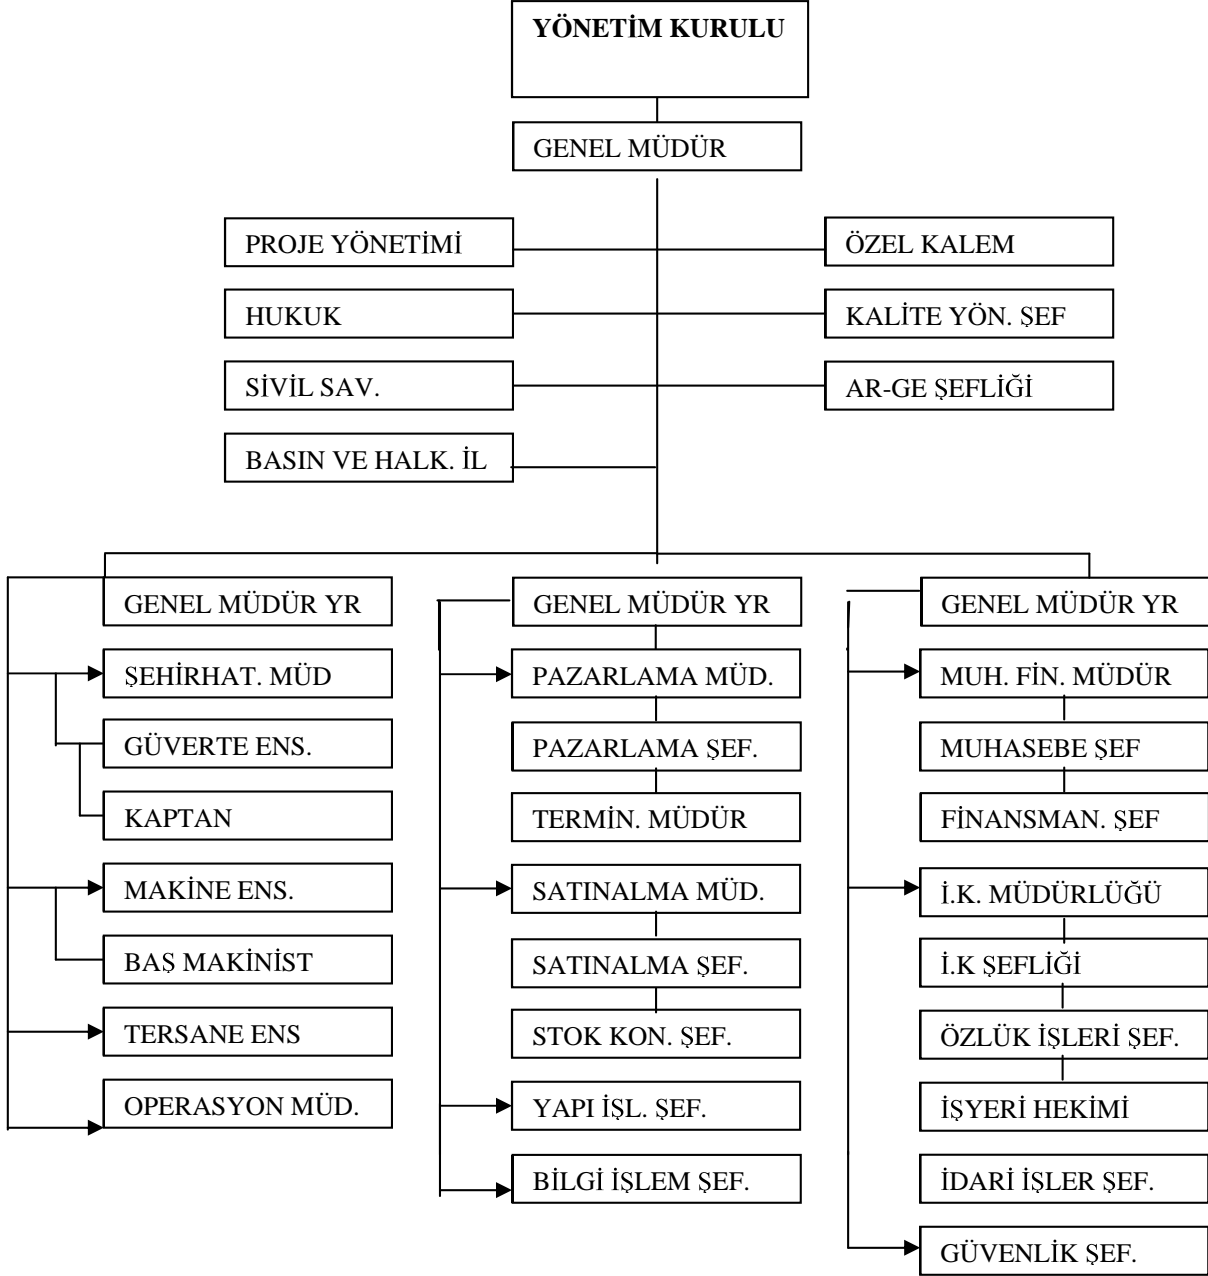 YÖNETİM KURULU
GENEL MÜDÜR
PROJE YÖNETİMİ
ÖZEL KALEM
HUKUK
KALİTE YÖN. ŞEF
SİVİL SAV.
AR-GE ŞEFLİĞİ
BASIN VE HALK. İL
GENEL MÜDÜR YR
ŞEHİRHAT. MÜD
GÜVERTE ENS.
KAPTAN
MAKİNE ENS.
BAŞ MAKİNİST
TERSANE ENS
OPERASYON MÜD.
GENEL MÜDÜR YR
PAZARLAMA MÜD.
PAZARLAMA ŞEF.
TERMİN. MÜDÜR
SATINALMA MÜD.
SATINALMA ŞEF.
STOK KON. ŞEF.
YAPI İŞL. ŞEF.
BİLGİ İŞLEM ŞEF.
GENEL MÜDÜR YR
MUH. FİN. MÜDÜR
MUHASEBE ŞEF
FİNANSMAN. ŞEF
İ.K. MÜDÜRLÜĞÜ
İ.K ŞEFLİĞİ
ÖZLÜK İŞLERİ ŞEF.
İŞYERİ HEKİMİ
İDARİ İŞLER ŞEF.
GÜVENLİK ŞEF.